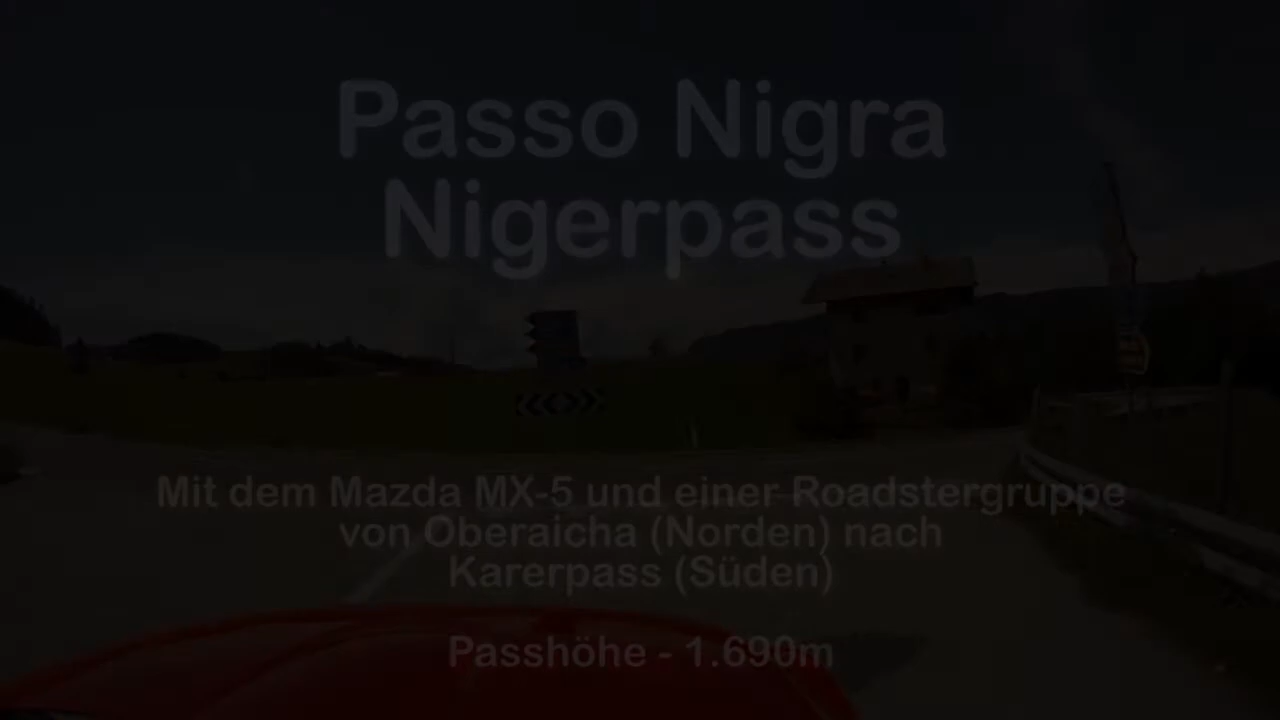 Passo Nigra
Nigerpass
Mit dem Mazda MX-5 und einer Roadstergruppe
von Oberaicha (Norden) nach
Karerpass (Süden)
Passhöhe - 1.690m